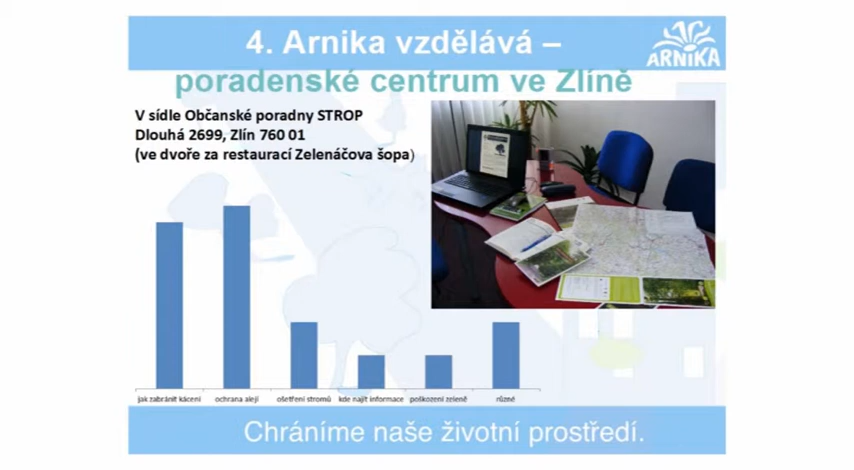 4. Arnika vzdělává –
ARNIKA
poradenské centrum ve Zlíně
V sídle Občanské poradny STROP
Dlouhá 2699, Zlín 760 01
(ve dvoře za restaurací Zelenáčova šopa)
jak zabránit kácení ochrana alejí ošetření stromů kde najít informace poškození zeleně různé
Chráníme naše životní prostředí.